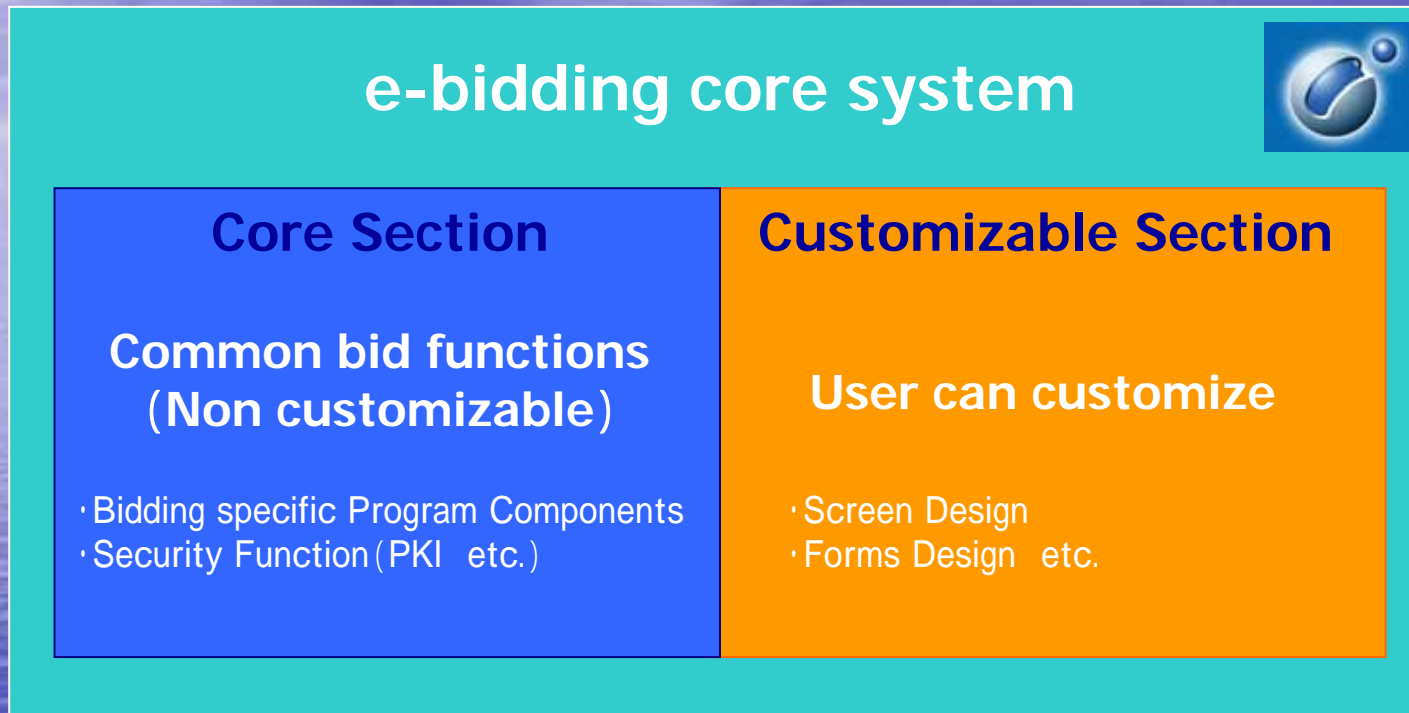 e-bidding core system
Core Section
Common bid functions
(Non customizable)
・Bidding specific Program Components
・Security Function(PKI etc.)
Customizable Section
User can customize
・Screen Design
・Forms Design etc.